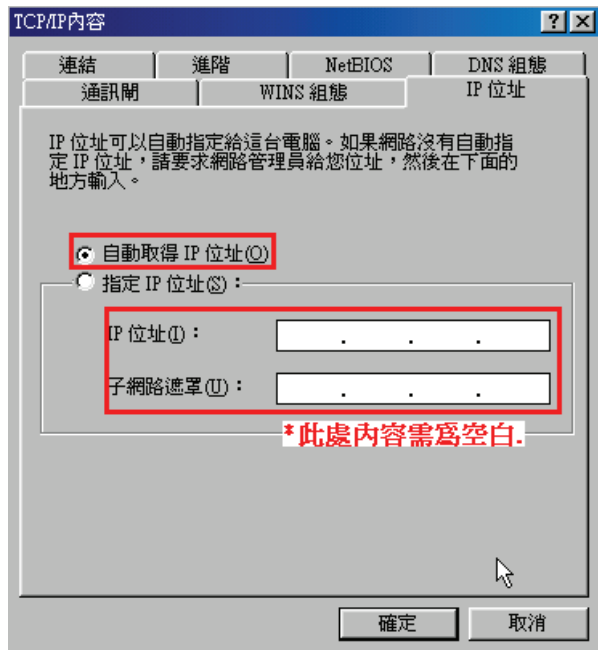 TCP/IP內容
連結
進階
NetBIOS
DNS 組態
通訊閘
WINS 組態
IP 位址
IP 位址可以自動指定給這台電腦。如果網路沒有自動指
定 IP 位址，請要求網路管理員給您位址，然後在下面的
地方輸入。
自動取得 IP 位址(O)
指定 IP 位址(S)：
IP 位址(I)：
. . .
子網路遮罩(U)：
. . .
*此處內容需為空白.
確定
取消